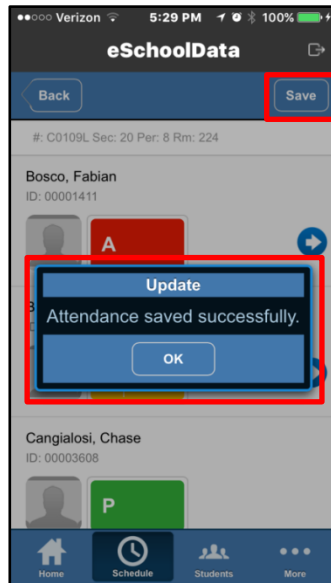 Verizon 5:29 PM 100%
eSchoolData
Back Save
#: C0109L Sec: 20 Per: 8 Rm: 224
Bosco, Fabian
ID: 00001411
A
Update
Attendance saved successfully.
OK
Cangialosi, Chase
ID: 00003608
P
Home Schedule Students More